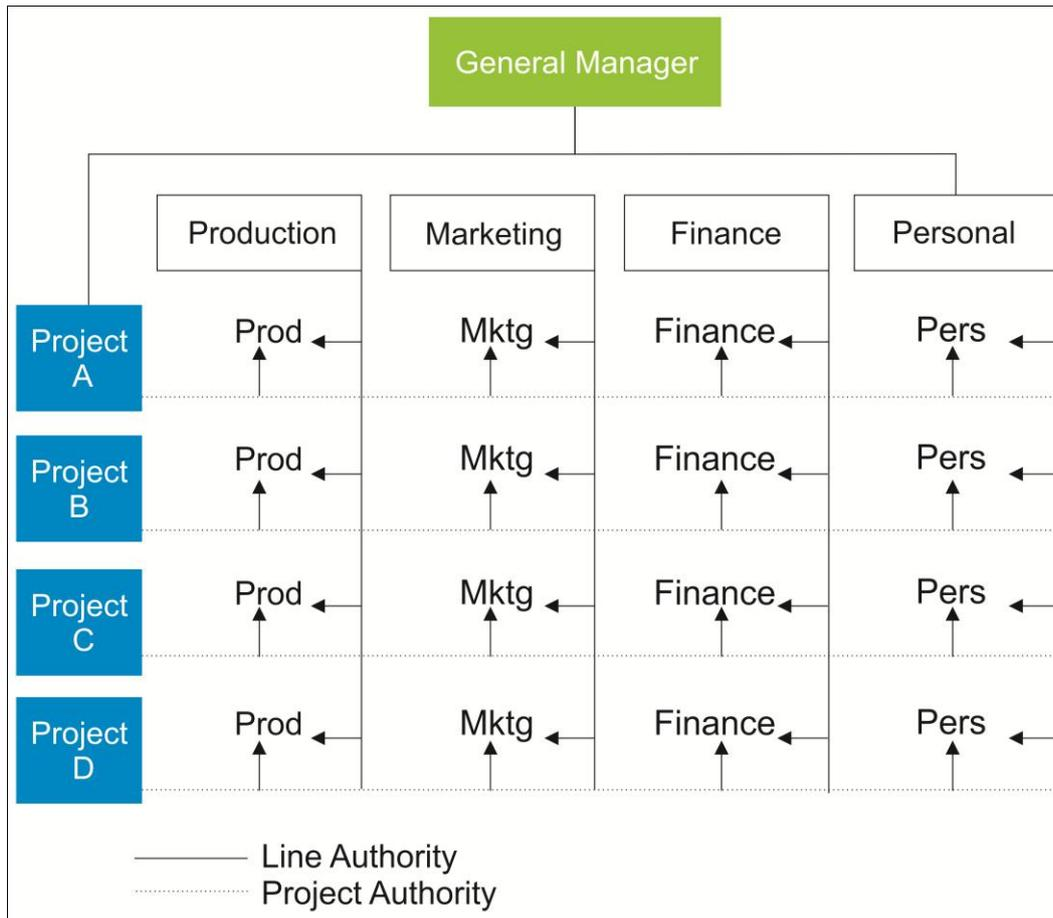 General Manager
Production
Marketing
Finance
Personal
Project
A
Prod
Mktg
Finance
Pers
Project
B
Prod
Mktg
Finance
Pers
Project
C
Prod
Mktg
Finance
Pers
Project
D
Prod
Mktg
Finance
Pers
Line Authority
Project Authority